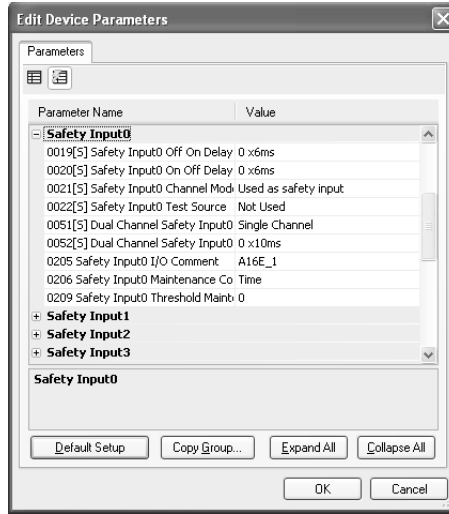 Edit Device Parameters
Parameters
Parameter Name Value
Safety Input0
0019[S] Safety Input0 Off On Delay 0 x6ms
0020[S] Safety Input0 On Off Delay 0 x6ms
0021[S] Safety Input0 Channel Mod Used as safety input
0022[S] Safety Input0 Test Source Not Used
0051[S] Dual Channel Safety Input0 Single Channel
0052[S] Dual Channel Safety Input0 0 x10ms
0205 Safety Input0 I/O Comment A16E_1
0206 Safety Input0 Maintenance Co Time
0209 Safety Input0 Threshold Maint 0
Safety Input1
Safety Input2
Safety Input3
Safety Input0
Default Setup Copy Group... Expand All Collapse All
OK Cancel